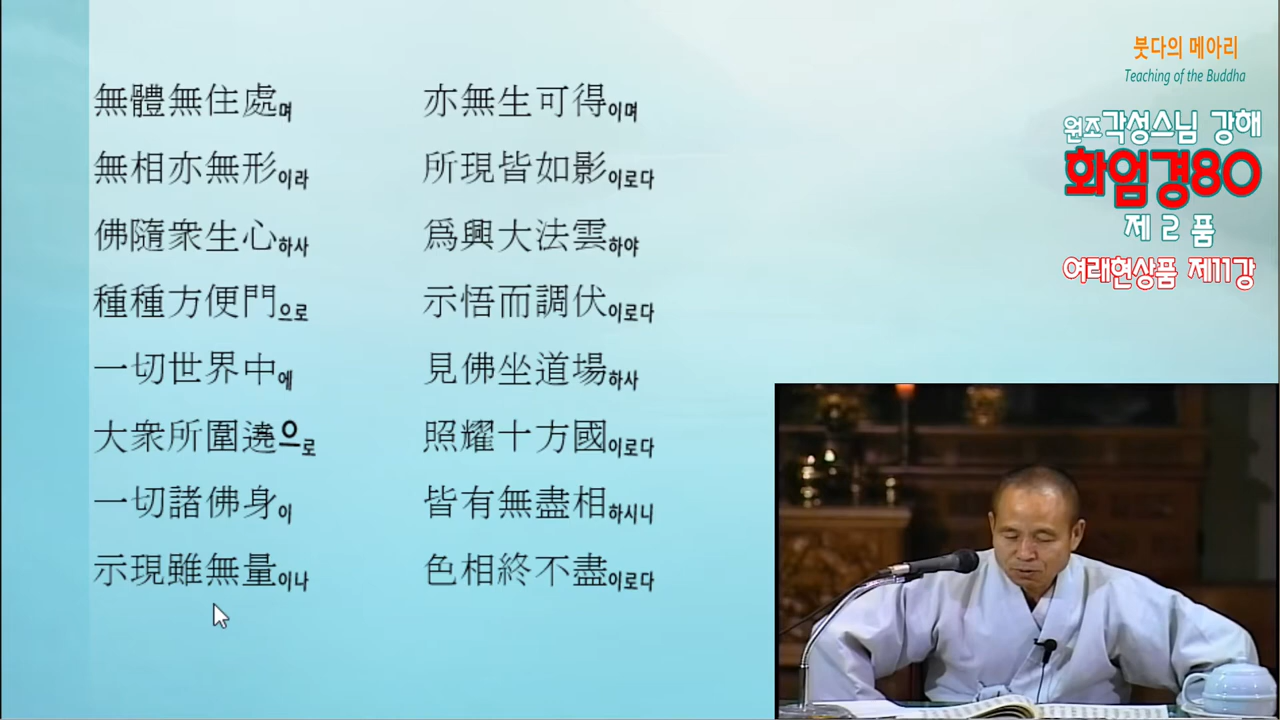 無體無住處며 亦無生可得이며
無相亦無形이라 所現皆如影이로다
佛隨衆生心하사 爲興大法雲하야
種種方便門으로 示悟而調伏이로다
一切世界中에 見佛坐道場하사
大衆所圍遶으로 照耀十方國이로다
一切諸佛身이 皆有無盡相하시니
示現雖無量이나 色相終不盡이로다
붓다의 메아리
Teaching of the Buddha
원조각성스님 강해
화엄경80
제 2 품
여래현상품 제11강